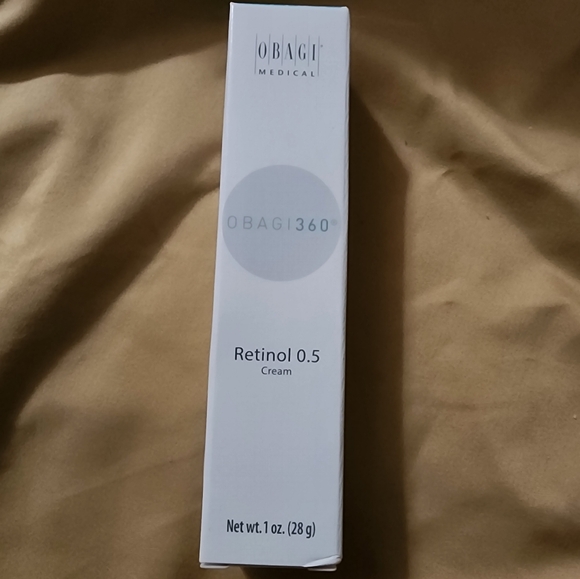 OBAGI
MEDICAL
OBAGI360®
Retinol 0.5
Cream
Net wt. 1 oz. (28 g)